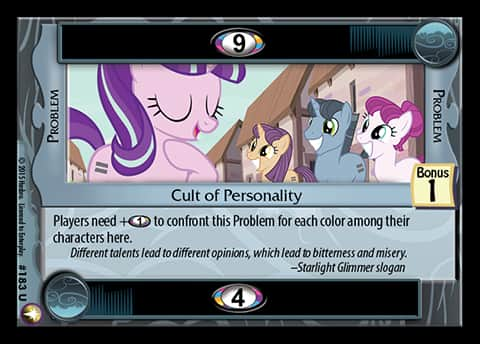 9
PROBLEM
PROBLEM
Cult of Personality
BONUS
1
Players need +1 to confront this Problem for each color among their
characters here.
Different talents lead to different opinions, which lead to bitterness and misery.
–Starlight Glimmer slogan
4
© 2015 Hasbro. Licensed to Enterplay.
#183 U